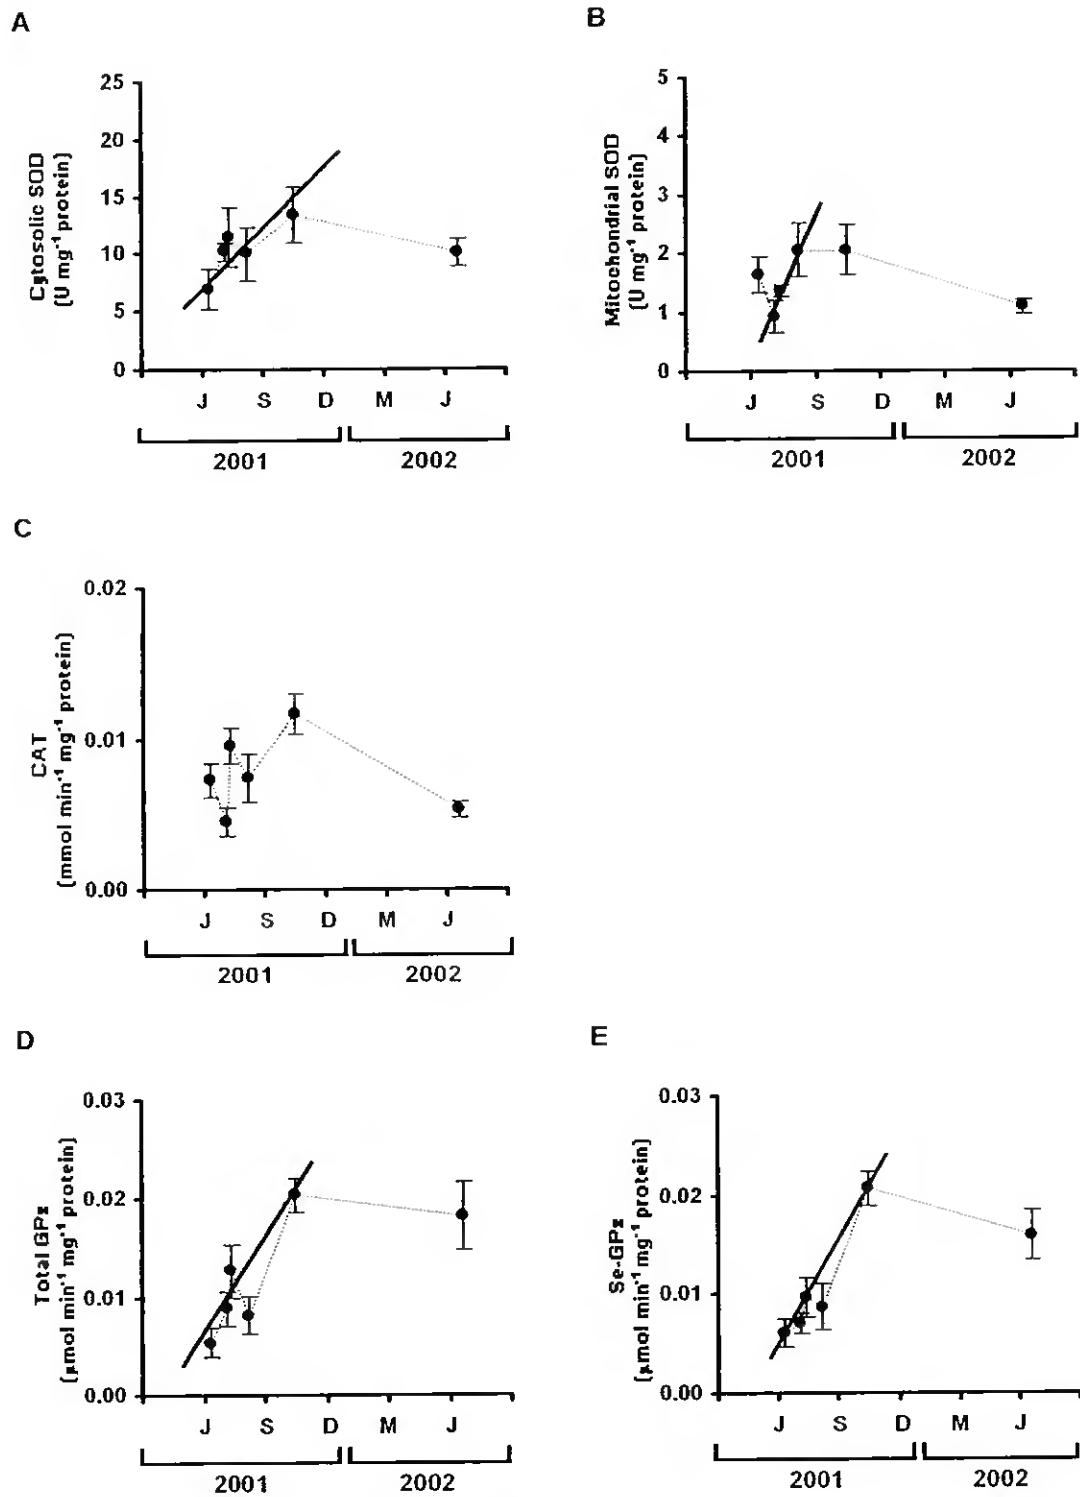 A
25
20
15
10
5
0
Cytosolic SOD
(U mg⁻¹ protein)
J S D M J
2001 2002
B
5
4
3
2
1
0
Mitochondrial SOD
(U mg⁻¹ protein)
J S D M J
2001 2002
C
0.02
0.01
0.00
CAT
(mmol min⁻¹ mg⁻¹ protein)
J S D M J
2001 2002
D
0.03
0.02
0.01
0.00
Total GPx
(µmol min⁻¹ mg⁻¹ protein)
J S D M J
2001 2002
E
0.03
0.02
0.01
0.00
Se-GPx
(µmol min⁻¹ mg⁻¹ protein)
J S D M J
2001 2002